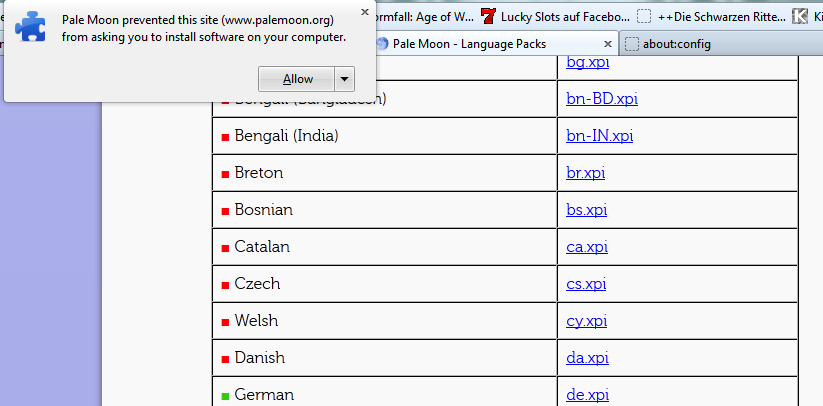 Pale Moon prevented this site (www.palemoon.org)
from asking you to install software on your computer.
Allow
ormfall: Age of W...
7 Lucky Slots auf Facebo...
++Die Schwarzen Ritte...
K Ki
Pale Moon - Language Packs
about:config
bg.xpi
Bengali (Bangladesh) bn-BD.xpi
Bengali (India) bn-IN.xpi
Breton br.xpi
Bosnian bs.xpi
Catalan ca.xpi
Czech cs.xpi
Welsh cy.xpi
Danish da.xpi
German de.xpi